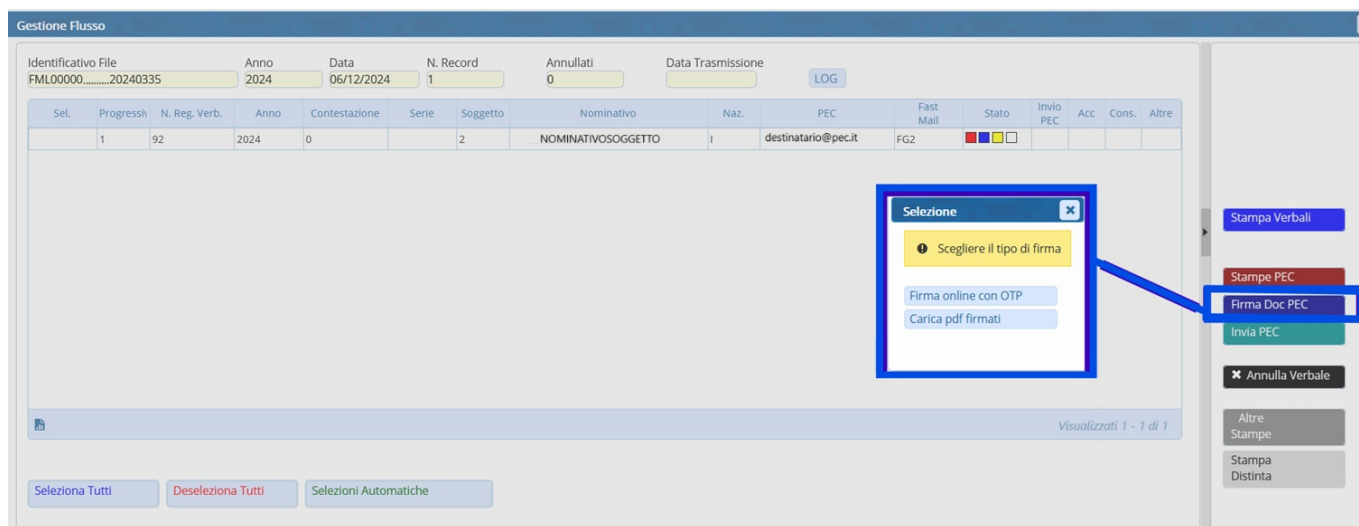 Gestione Flusso
Identificativo File Anno Data N. Record Annullati Data Trasmissione
FML00000..........20240335 2024 06/12/2024 1 0 LOG
Sel. Progressiv N. Reg. Verb. Anno Contestazione Serie Soggetto Nominativo Naz. PEC Fast Mail Stato Invio PEC Acc Cons. Altre
1 92 2024 0 2 NOMINATIVOSOGGETTO I destinatario@pec.it FG2
Selezione
Scegliere il tipo di firma
Firma online con OTP
Carica pdf firmati
Visualizzati 1 - 1 di 1
Seleziona Tutti Deseleziona Tutti Selezioni Automatiche
Stampa Verbali
Stampe PEC
Firma Doc PEC
Invia PEC
Annulla Verbale
Altre
Stampe
Stampa
Distinta